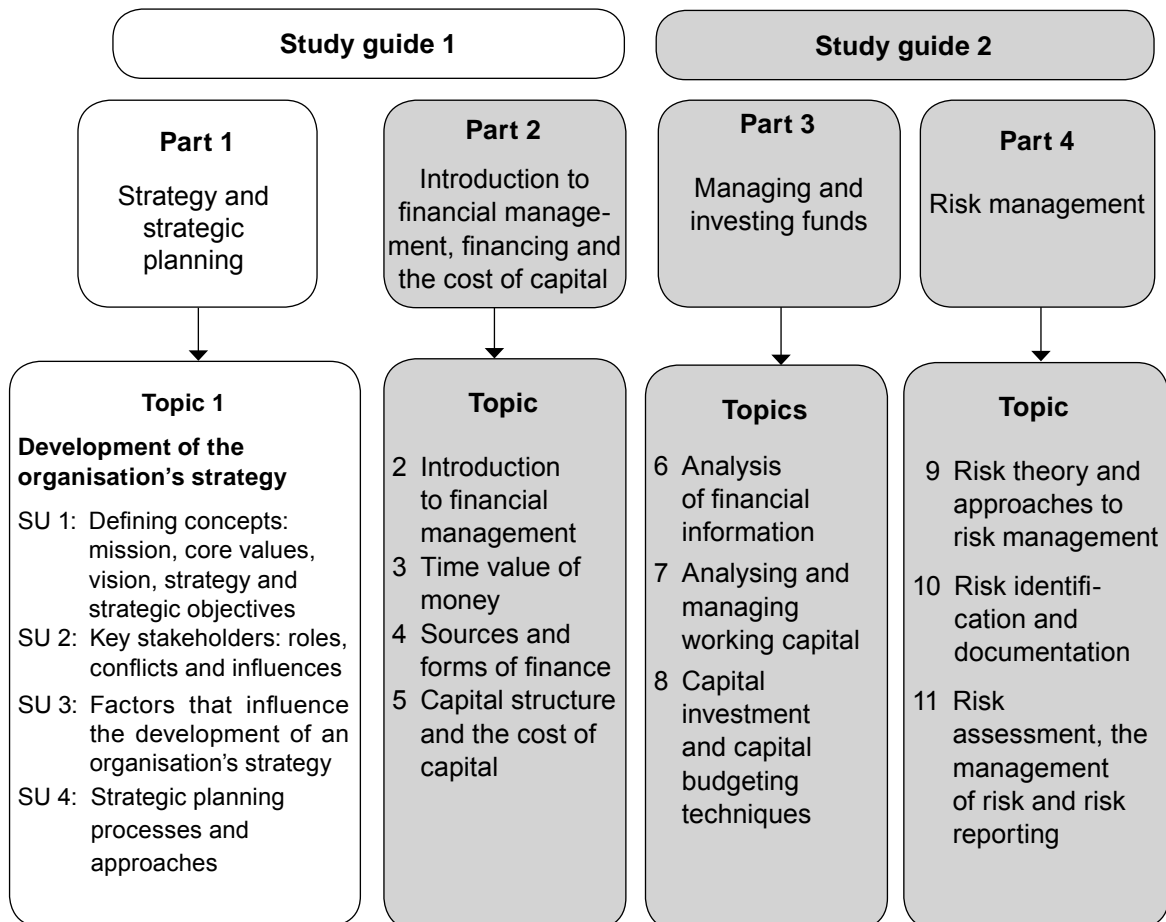 Study guide 1
Study guide 2
Part 1
Strategy and
strategic
planning
Part 2
Introduction to
financial manage-
ment, financing and
the cost of capital
Part 3
Managing and
investing funds
Part 4
Risk management
Topic 1
Development of the
organisation’s strategy
SU 1: Defining concepts:
mission, core values,
vision, strategy and
strategic objectives
SU 2: Key stakeholders: roles,
conflicts and influences
SU 3: Factors that influence
the development of an
organisation’s strategy
SU 4: Strategic planning
processes and
approaches
Topic
2 Introduction
to financial
management
3 Time value of
money
4 Sources and
forms of finance
5 Capital structure
and the cost of
capital
Topics
6 Analysis
of financial
information
7 Analysing and
managing
working capital
8 Capital
investment
and capital
budgeting
techniques
Topic
9 Risk theory and
approaches to
risk management
10 Risk identifi-
cation and
documentation
11 Risk
assessment, the
management
of risk and risk
reporting